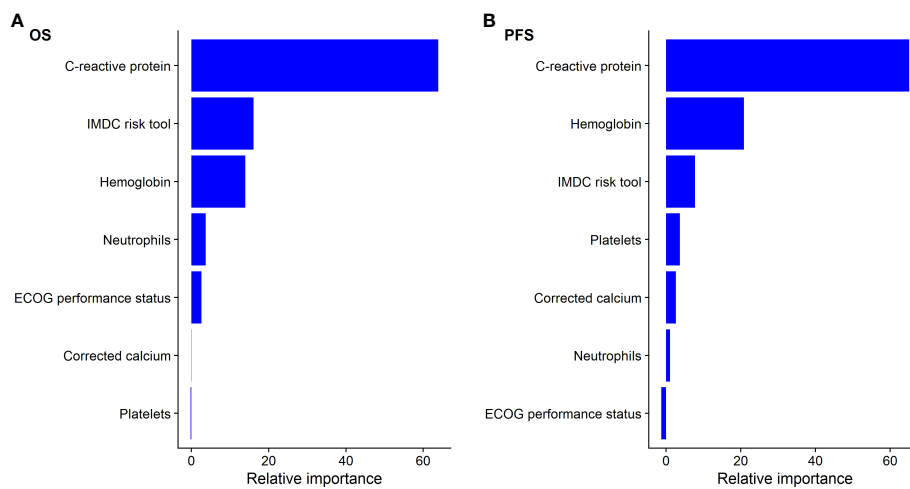 A
OS
C-reactive protein
IMDC risk tool
Hemoglobin
Neutrophils
ECOG performance status
Corrected calcium
Platelets
0 20 40 60
Relative importance
B
PFS
C-reactive protein
Hemoglobin
IMDC risk tool
Platelets
Corrected calcium
Neutrophils
ECOG performance status
0 20 40 60
Relative importance